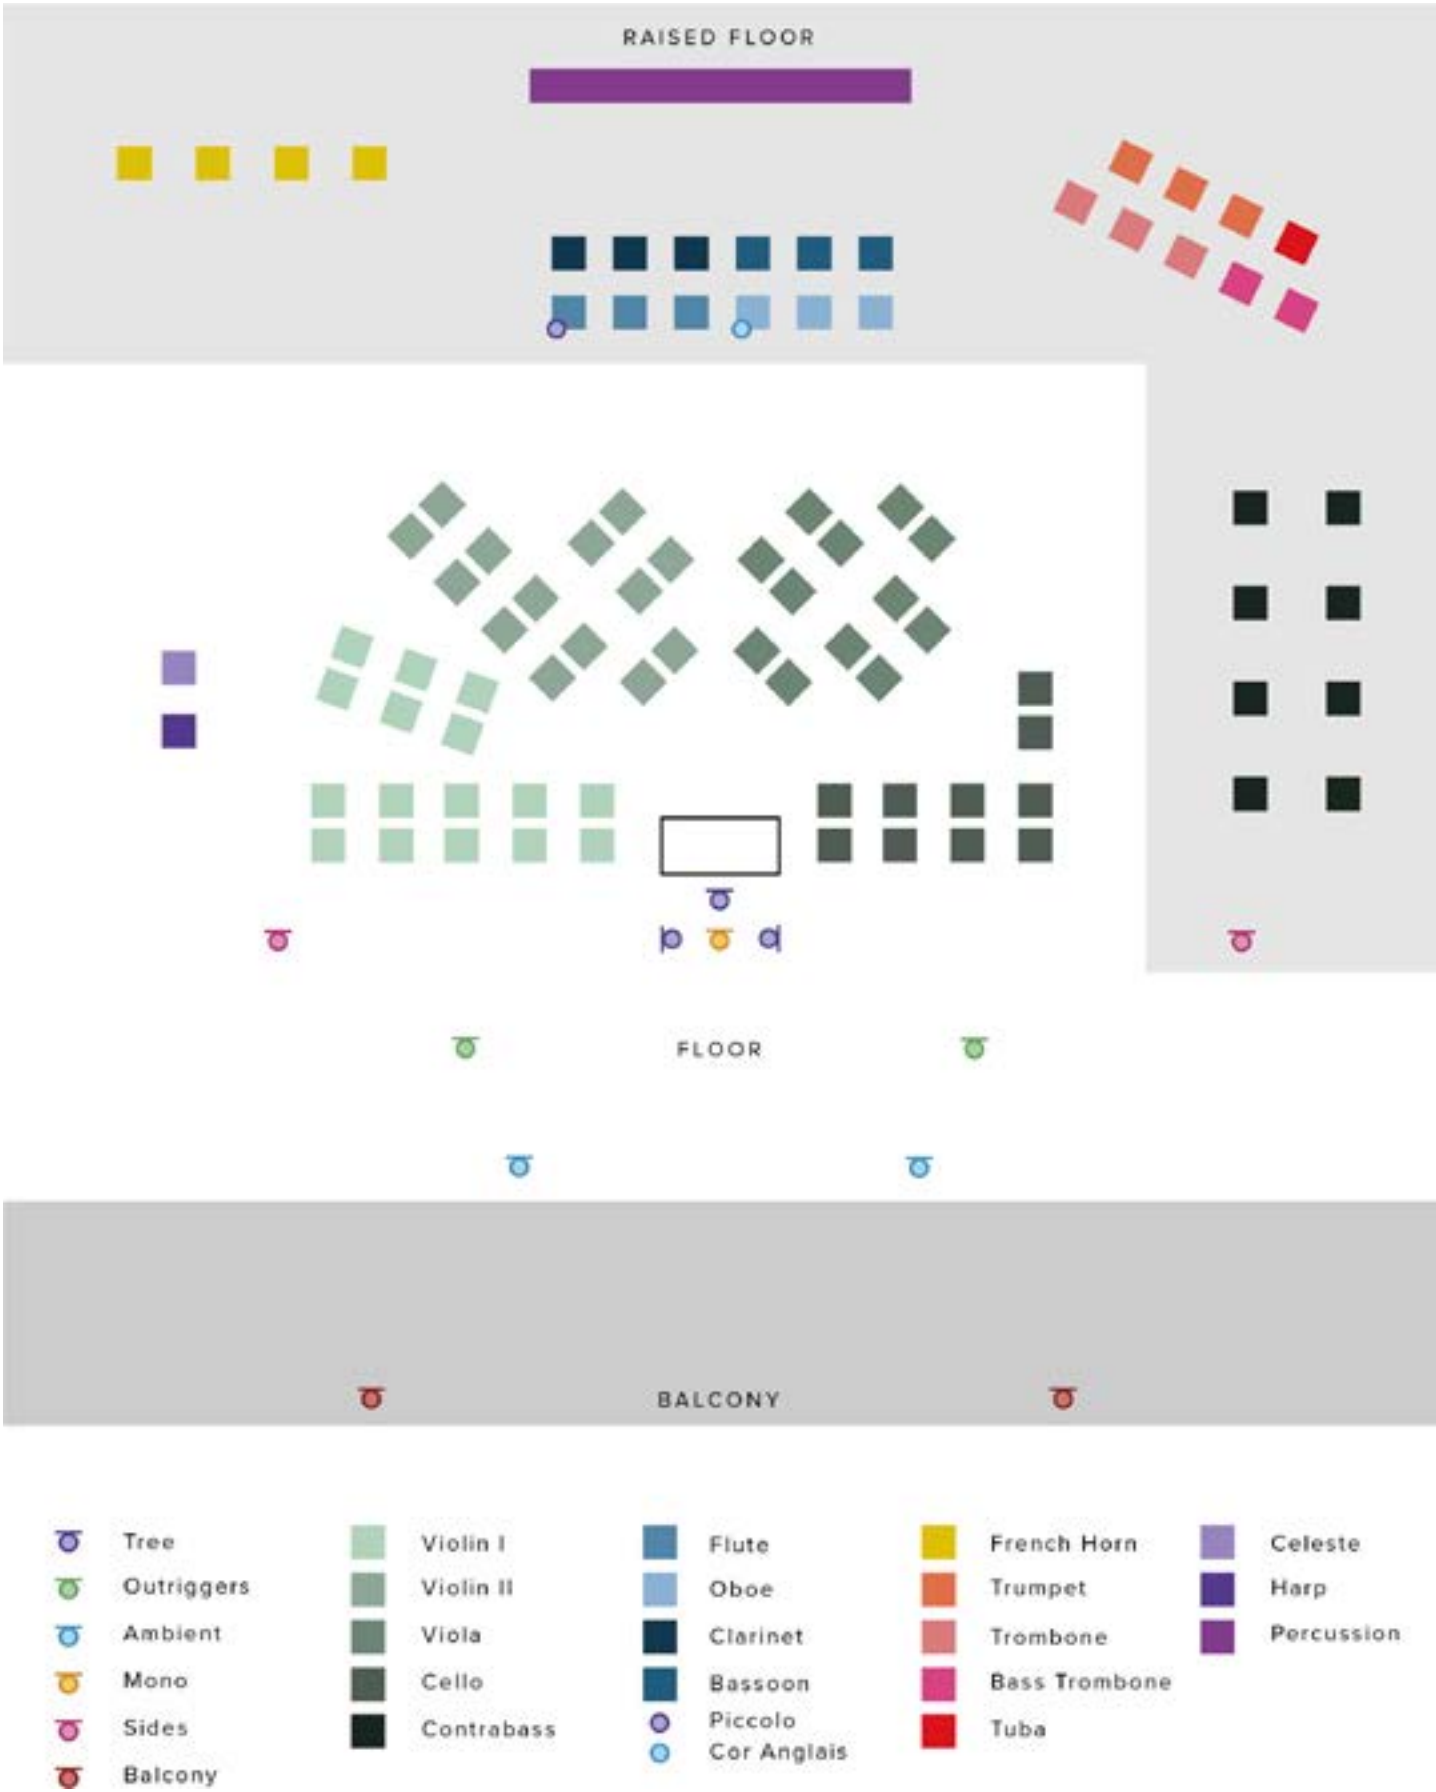 RAISED FLOOR
FLOOR
BALCONY
Tree
Outriggers
Ambient
Mono
Sides
Balcony
Violin I
Violin II
Viola
Cello
Contrabass
Flute
Oboe
Clarinet
Bassoon
Piccolo
Cor Anglais
French Horn
Trumpet
Trombone
Bass Trombone
Tuba
Celeste
Harp
Percussion